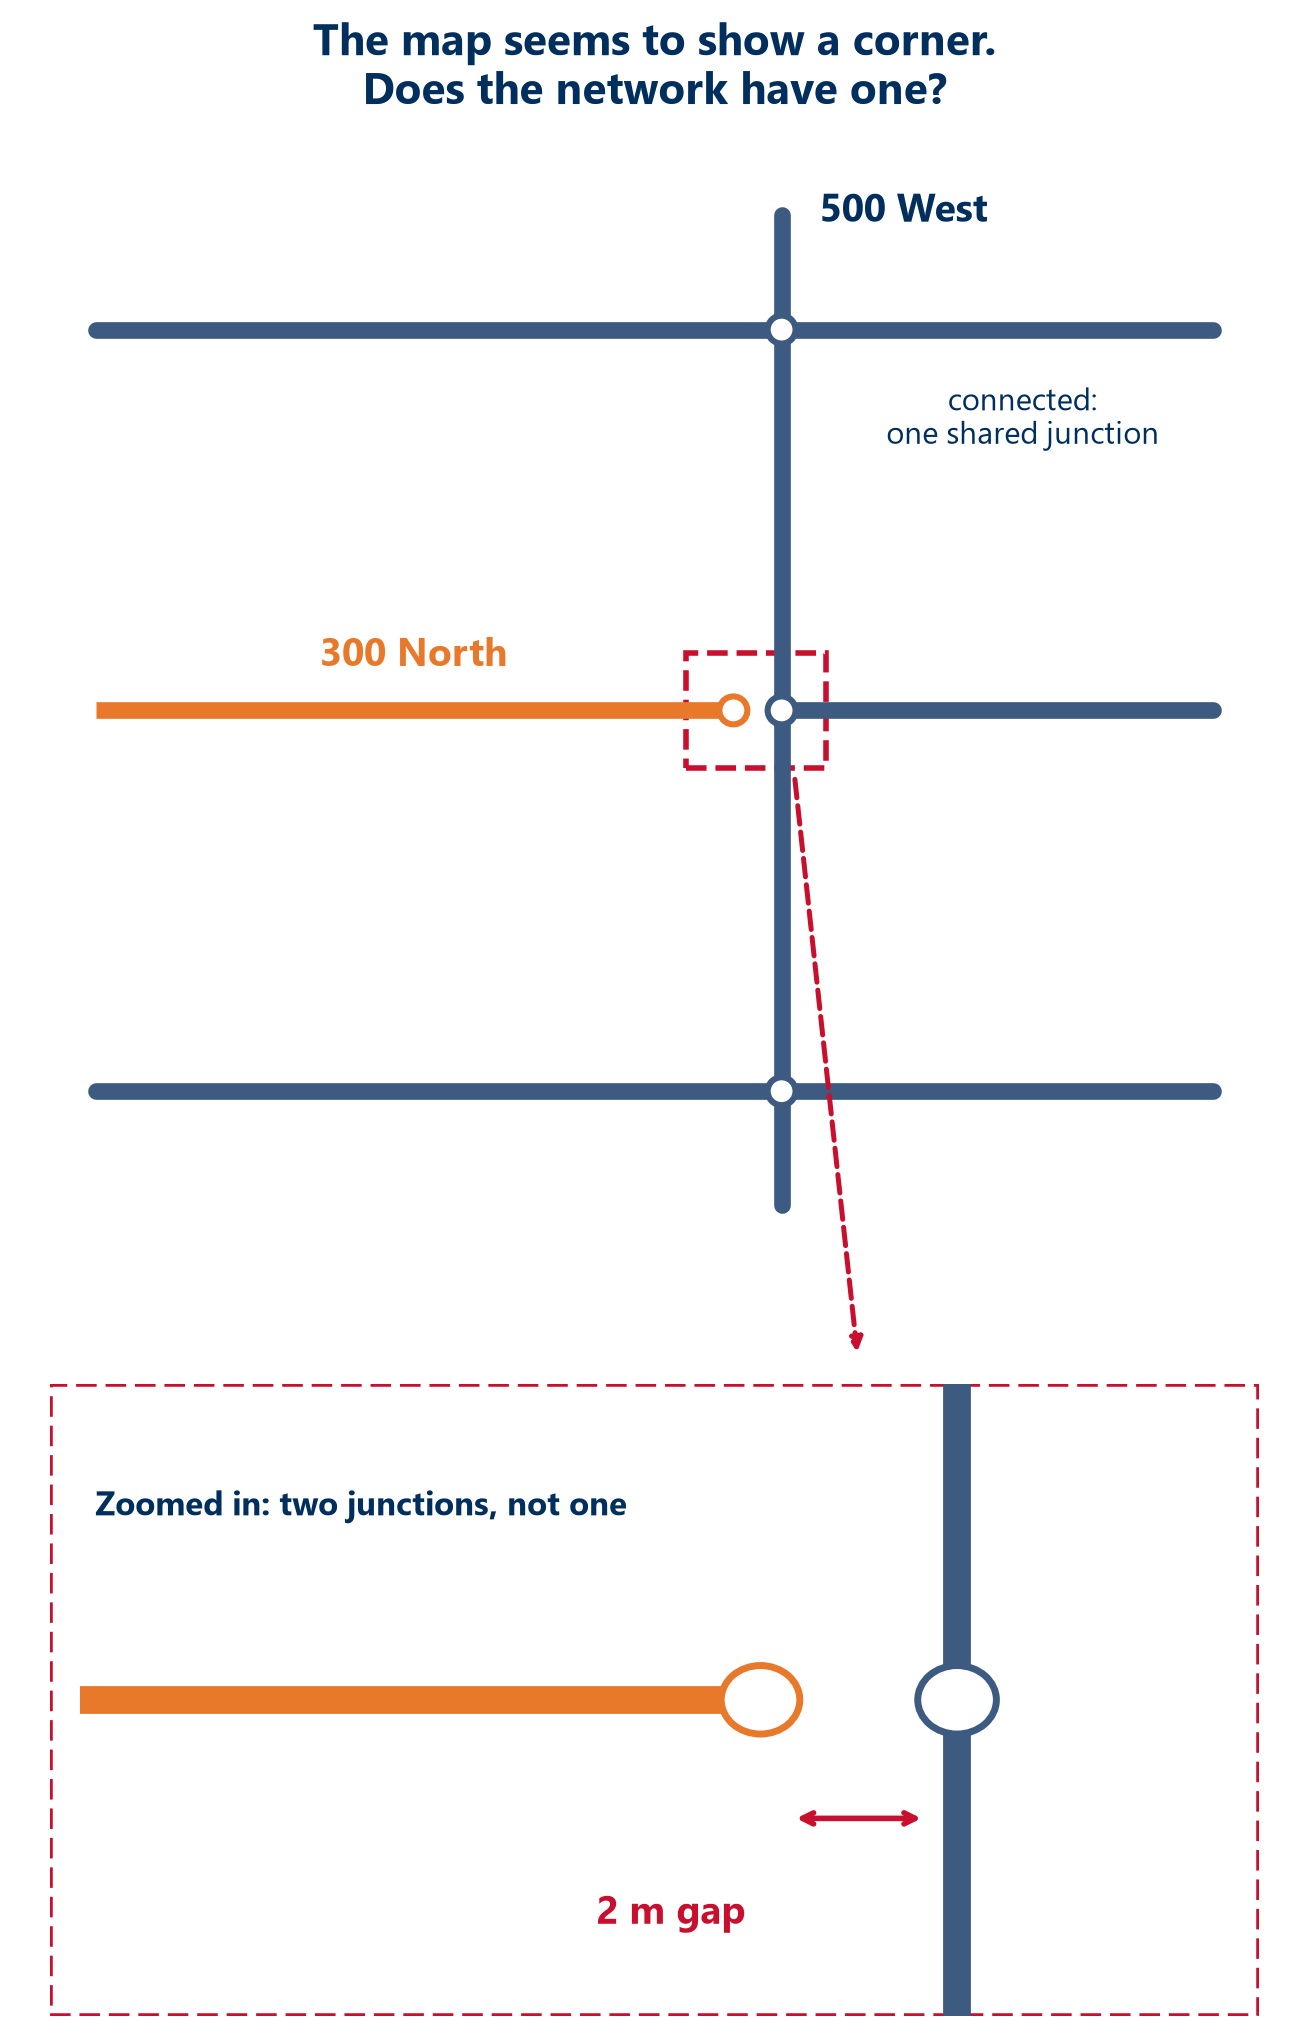 The map seems to show a corner.
Does the network have one?
500 West
connected:
one shared junction
300 North
Zoomed in: two junctions, not one
2 m gap